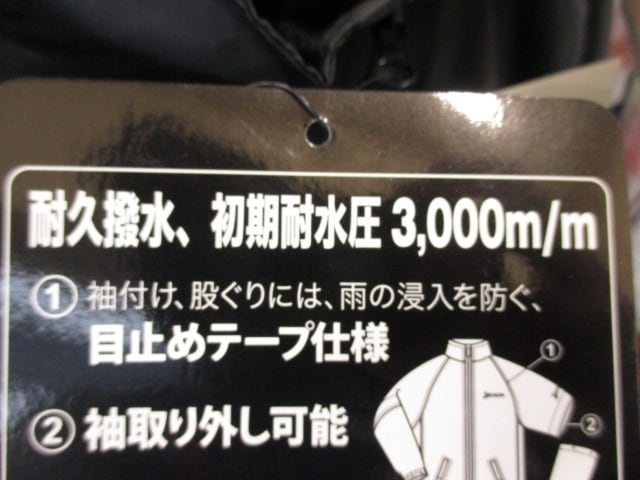 耐久撥水、初期耐水圧 3,000m/m
① 袖付け、股ぐりには、雨の浸入を防ぐ、
目止めテープ仕様
①
② 袖取り外し可能
②